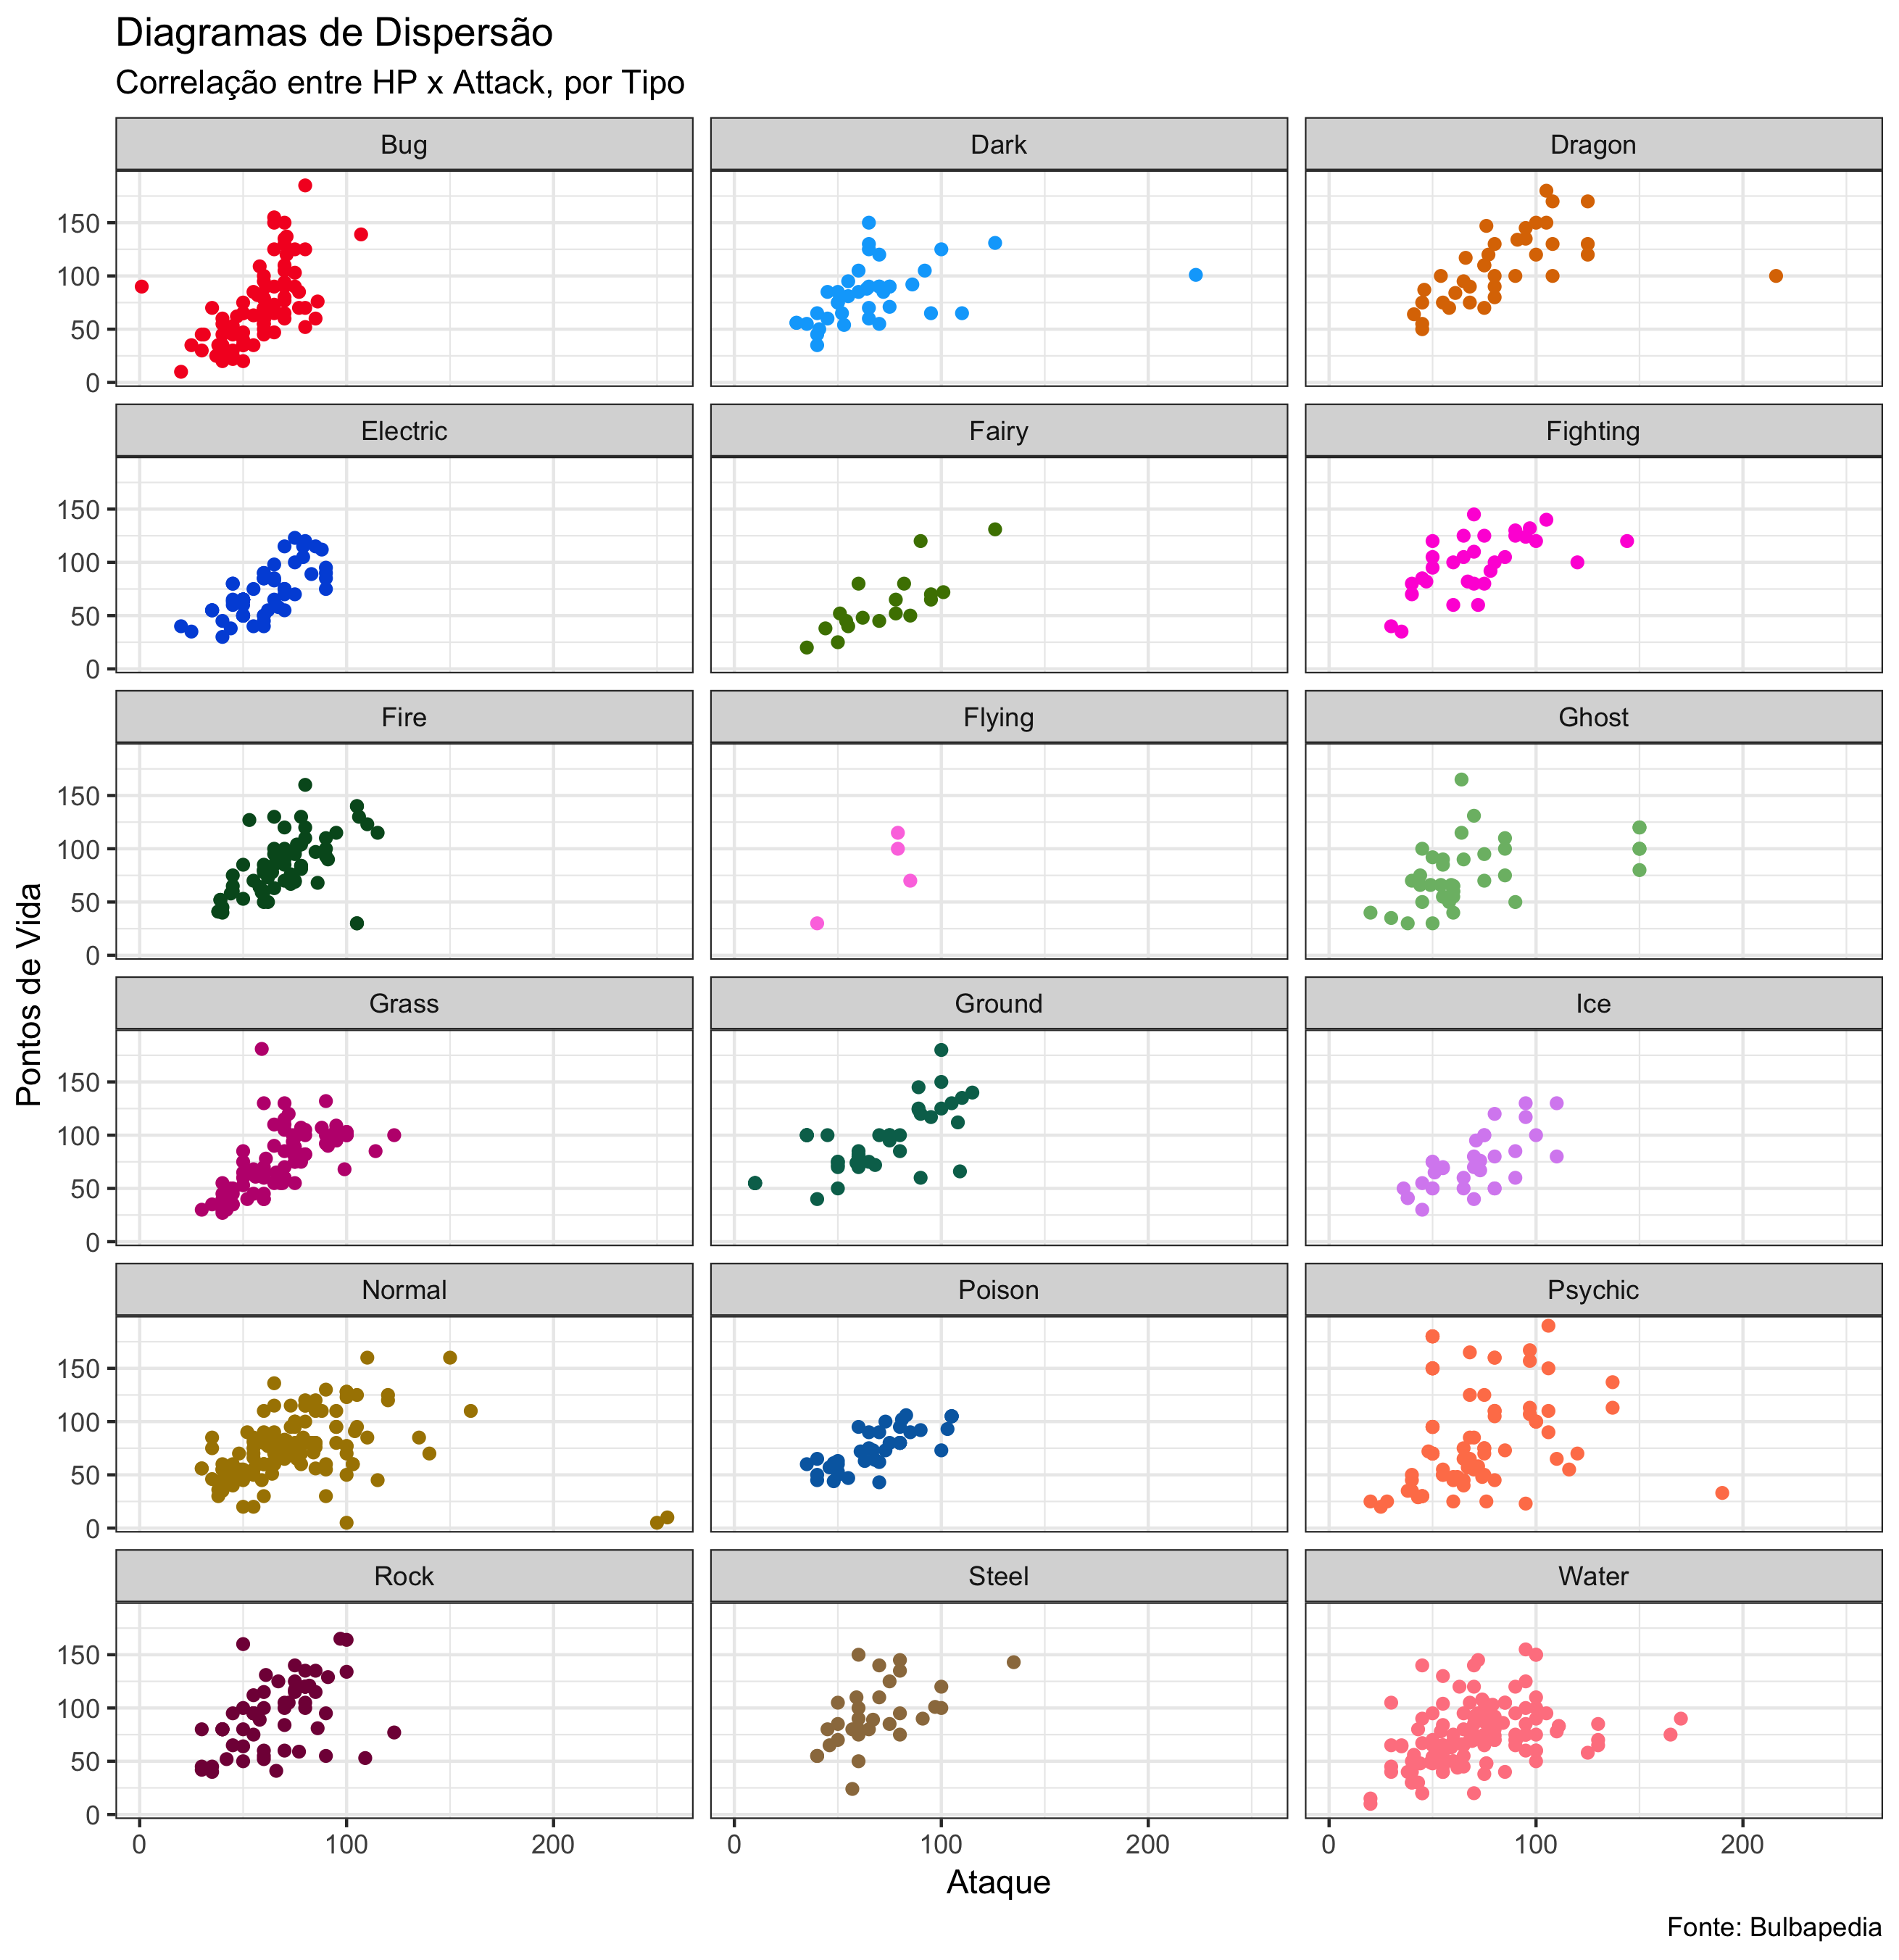 Diagramas de Dispersão
Correlação entre HP x Attack, por Tipo
Bug
Dark
Dragon
150
100
50
0
Electric
Fairy
Fighting
150
100
50
0
Fire
Flying
Ghost
150
100
50
0
Grass
Ground
Ice
150
100
50
0
Normal
Poison
Psychic
150
100
50
0
Rock
Steel
Water
150
100
50
0
0 100 200
0 100 200
0 100 200
Pontos de Vida
Ataque
Fonte: Bulbapedia